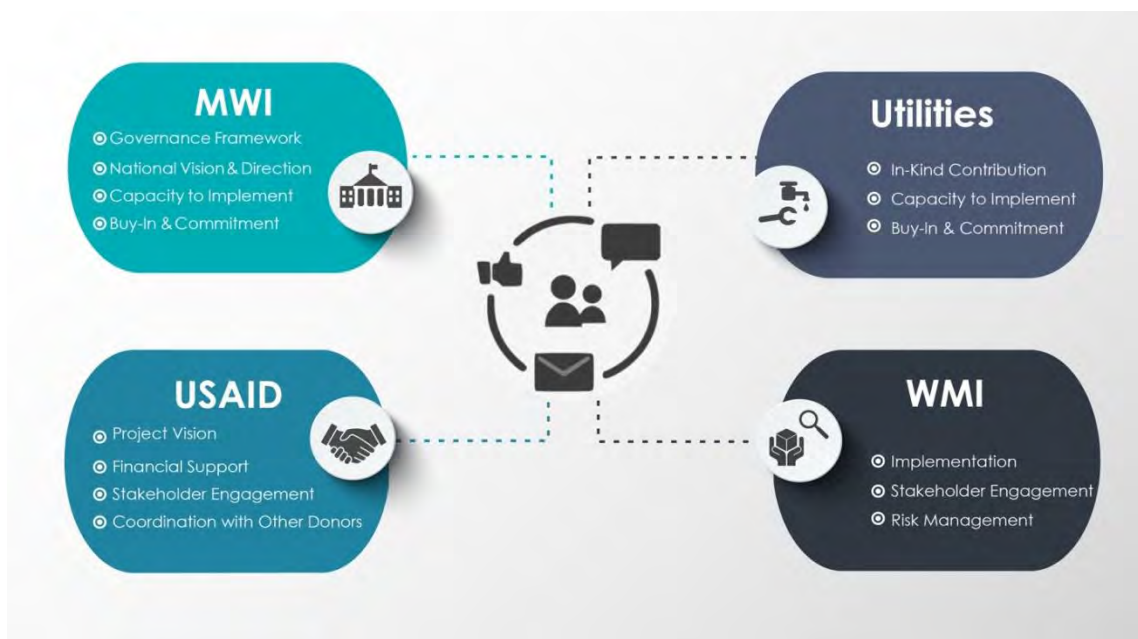 MWI
Governance Framework
National Vision & Direction
Capacity to Implement
Buy-In & Commitment
Utilities
In-Kind Contribution
Capacity to Implement
Buy-In & Commitment
USAID
Project Vision
Financial Support
Stakeholder Engagement
Coordination with Other Donors
WMI
Implementation
Stakeholder Engagement
Risk Management